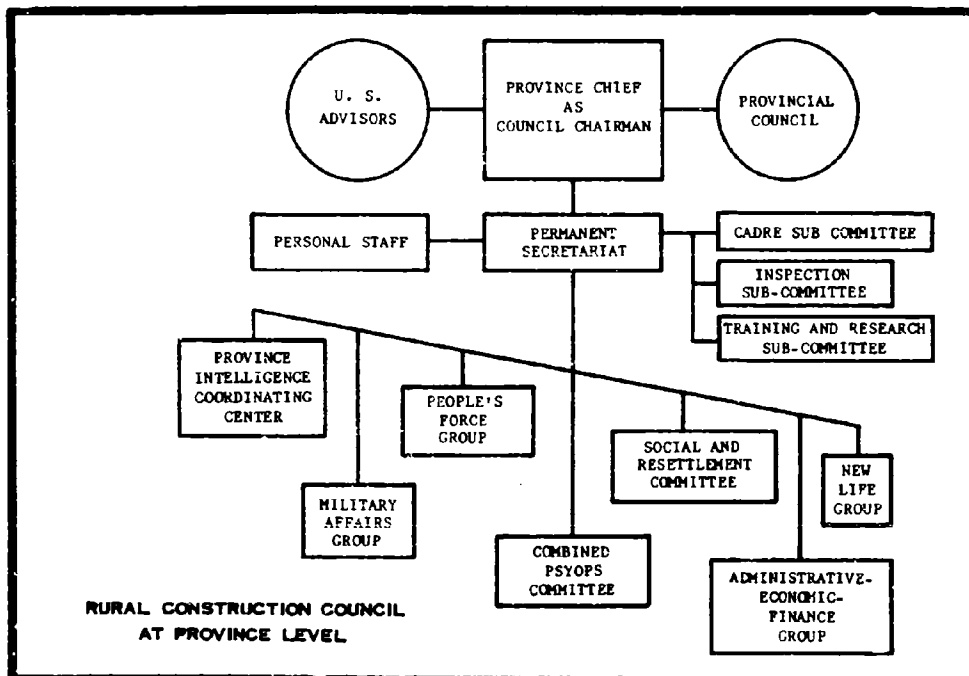 U. S.
ADVISORS
PROVINCE CHIEF
AS
COUNCIL CHAIRMAN
PROVINCIAL
COUNCIL
PERSONAL STAFF
PERMANENT
SECRETARIAT
CADRE SUB COMMITTEE
INSPECTION
SUB-COMMITTEE
TRAINING AND RESEARCH
SUB-COMMITTEE
PROVINCE
INTELLIGENCE
COORDINATING
CENTER
PEOPLE'S
FORCE
GROUP
SOCIAL AND
RESETTLEMENT
COMMITTEE
NEW
LIFE
GROUP
MILITARY
AFFAIRS
GROUP
COMBINED
PSYOPS
COMMITTEE
ADMINISTRATIVE-
ECONOMIC-
FINANCE
GROUP
RURAL CONSTRUCTION COUNCIL
AT PROVINCE LEVEL